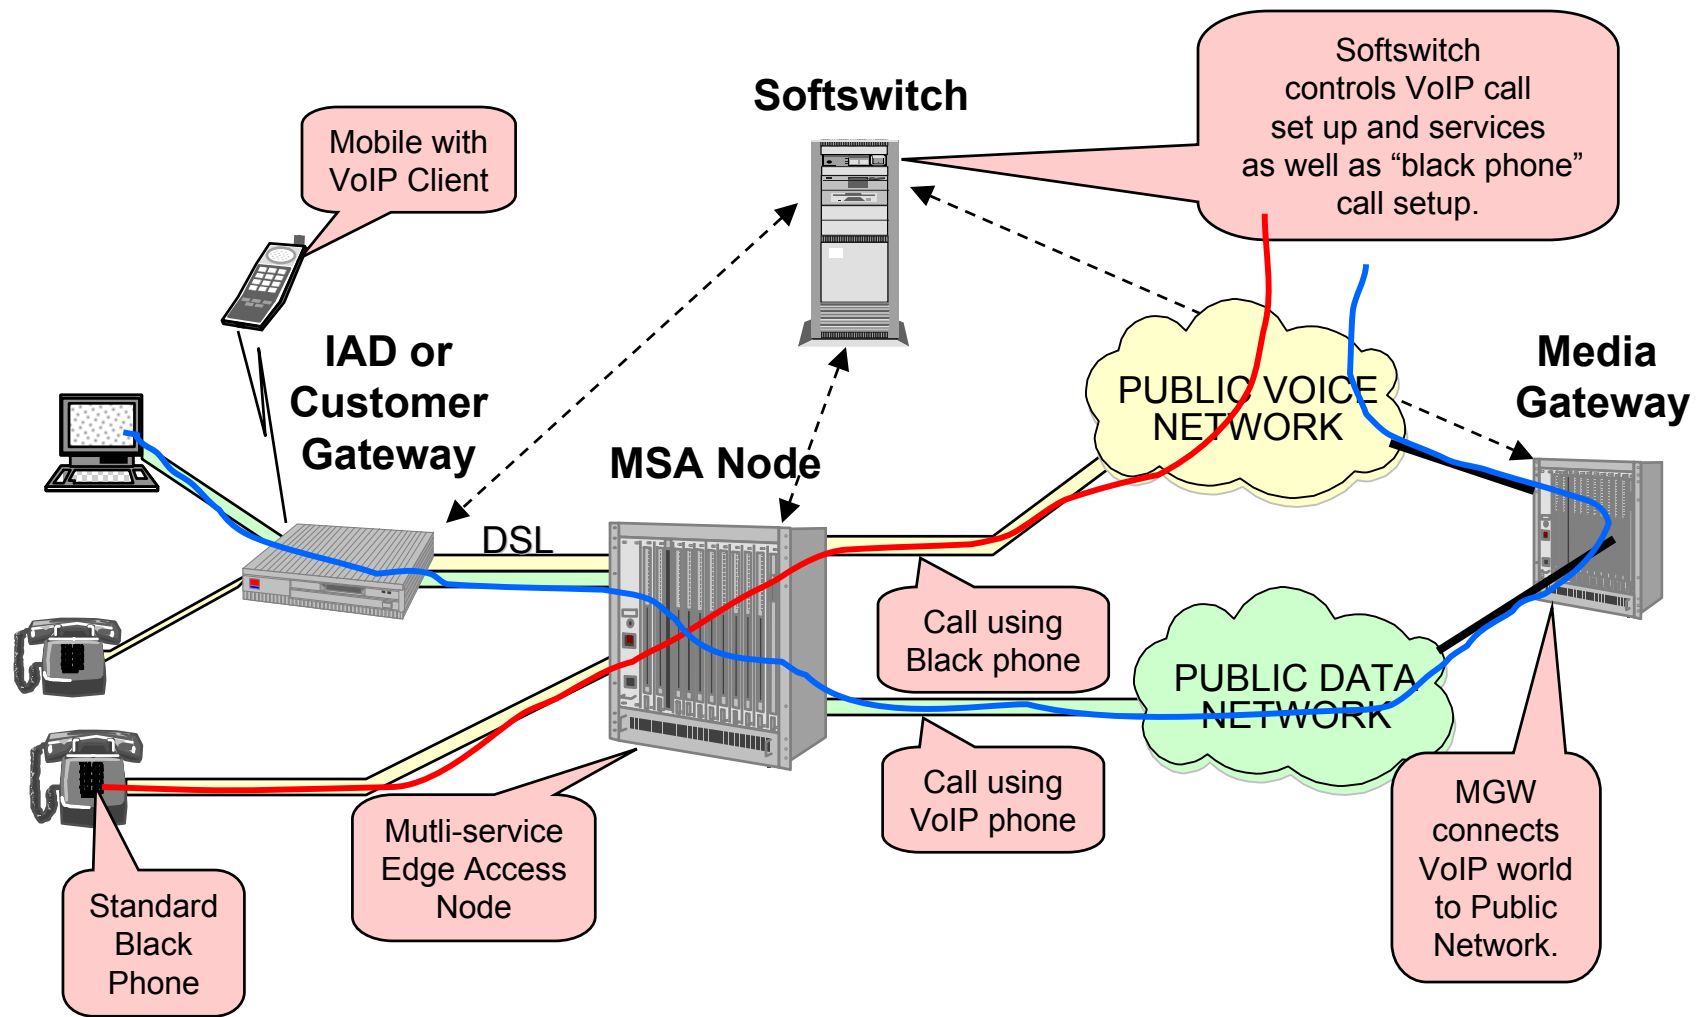 Softswitch
controls VoIP call
set up and services
as well as “black phone”
call setup.
Softswitch
Mobile with
VoIP Client
IAD or
Customer
Gateway
MSA Node
PUBLIC VOICE
NETWORK
Media
Gateway
DSL
Call using
Black phone
PUBLIC DATA
NETWORK
Call using
VoIP phone
MGW
connects
VoIP world
to Public
Network.
Mutli-service
Edge Access
Node
Standard
Black
Phone